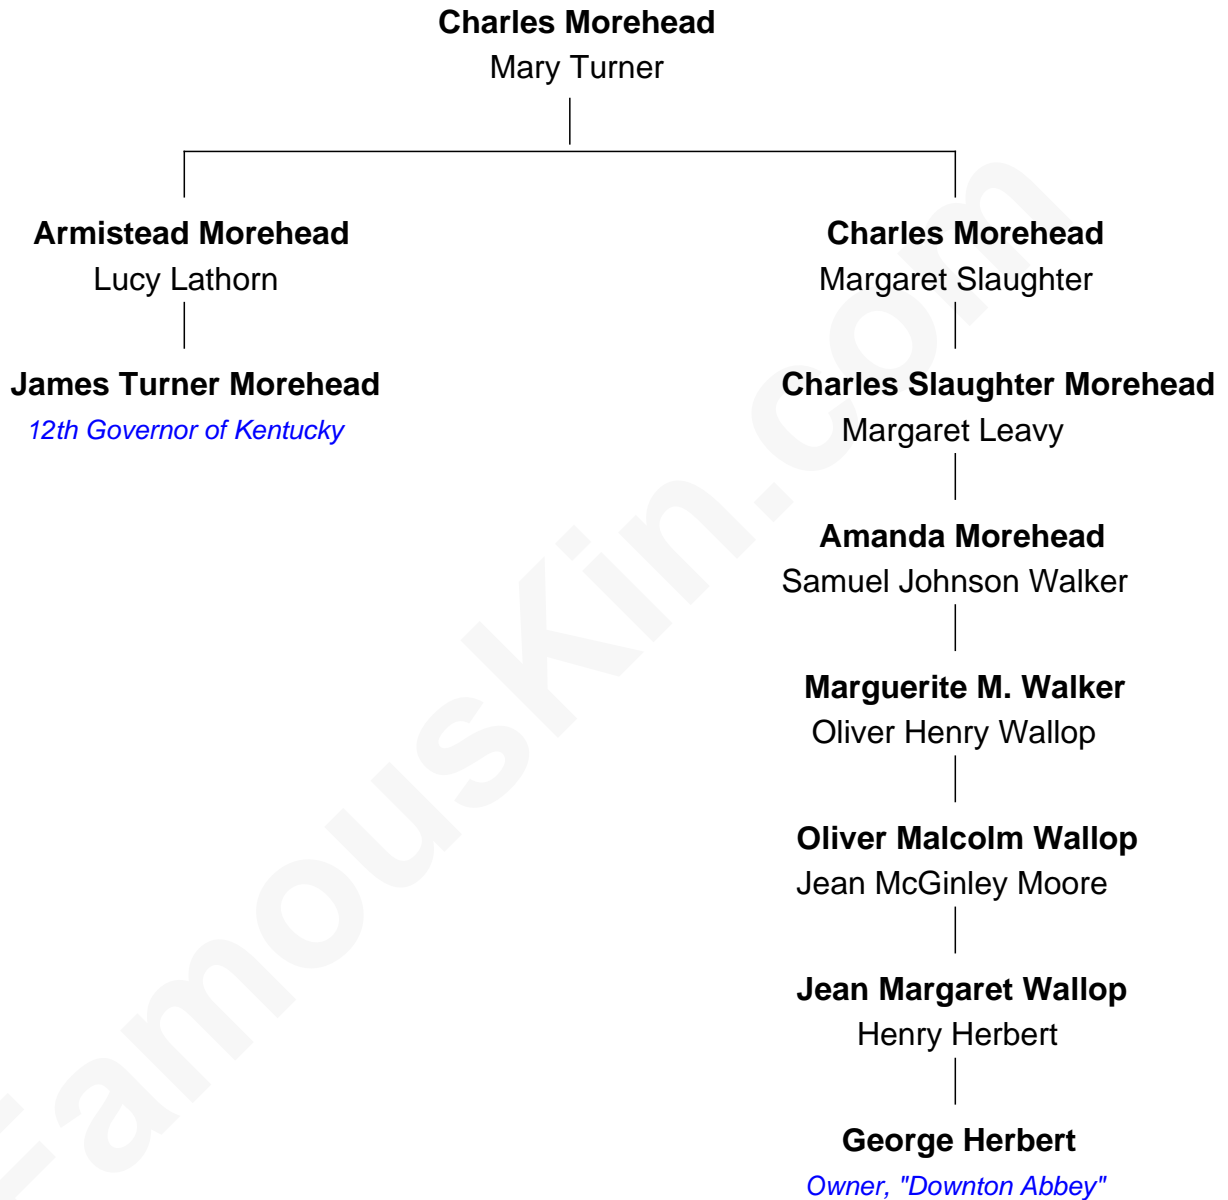 Charles Morehead
Mary Turner
Armistead Morehead
Lucy Lathorn
James Turner Morehead
12th Governor of Kentucky
Charles Morehead
Margaret Slaughter
Charles Slaughter Morehead
Margaret Leavy
Amanda Morehead
Samuel Johnson Walker
Marguerite M. Walker
Oliver Henry Wallop
Oliver Malcolm Wallop
Jean McGinley Moore
Jean Margaret Wallop
Henry Herbert
George Herbert
Owner, "Downton Abbey"
FamousKin.com